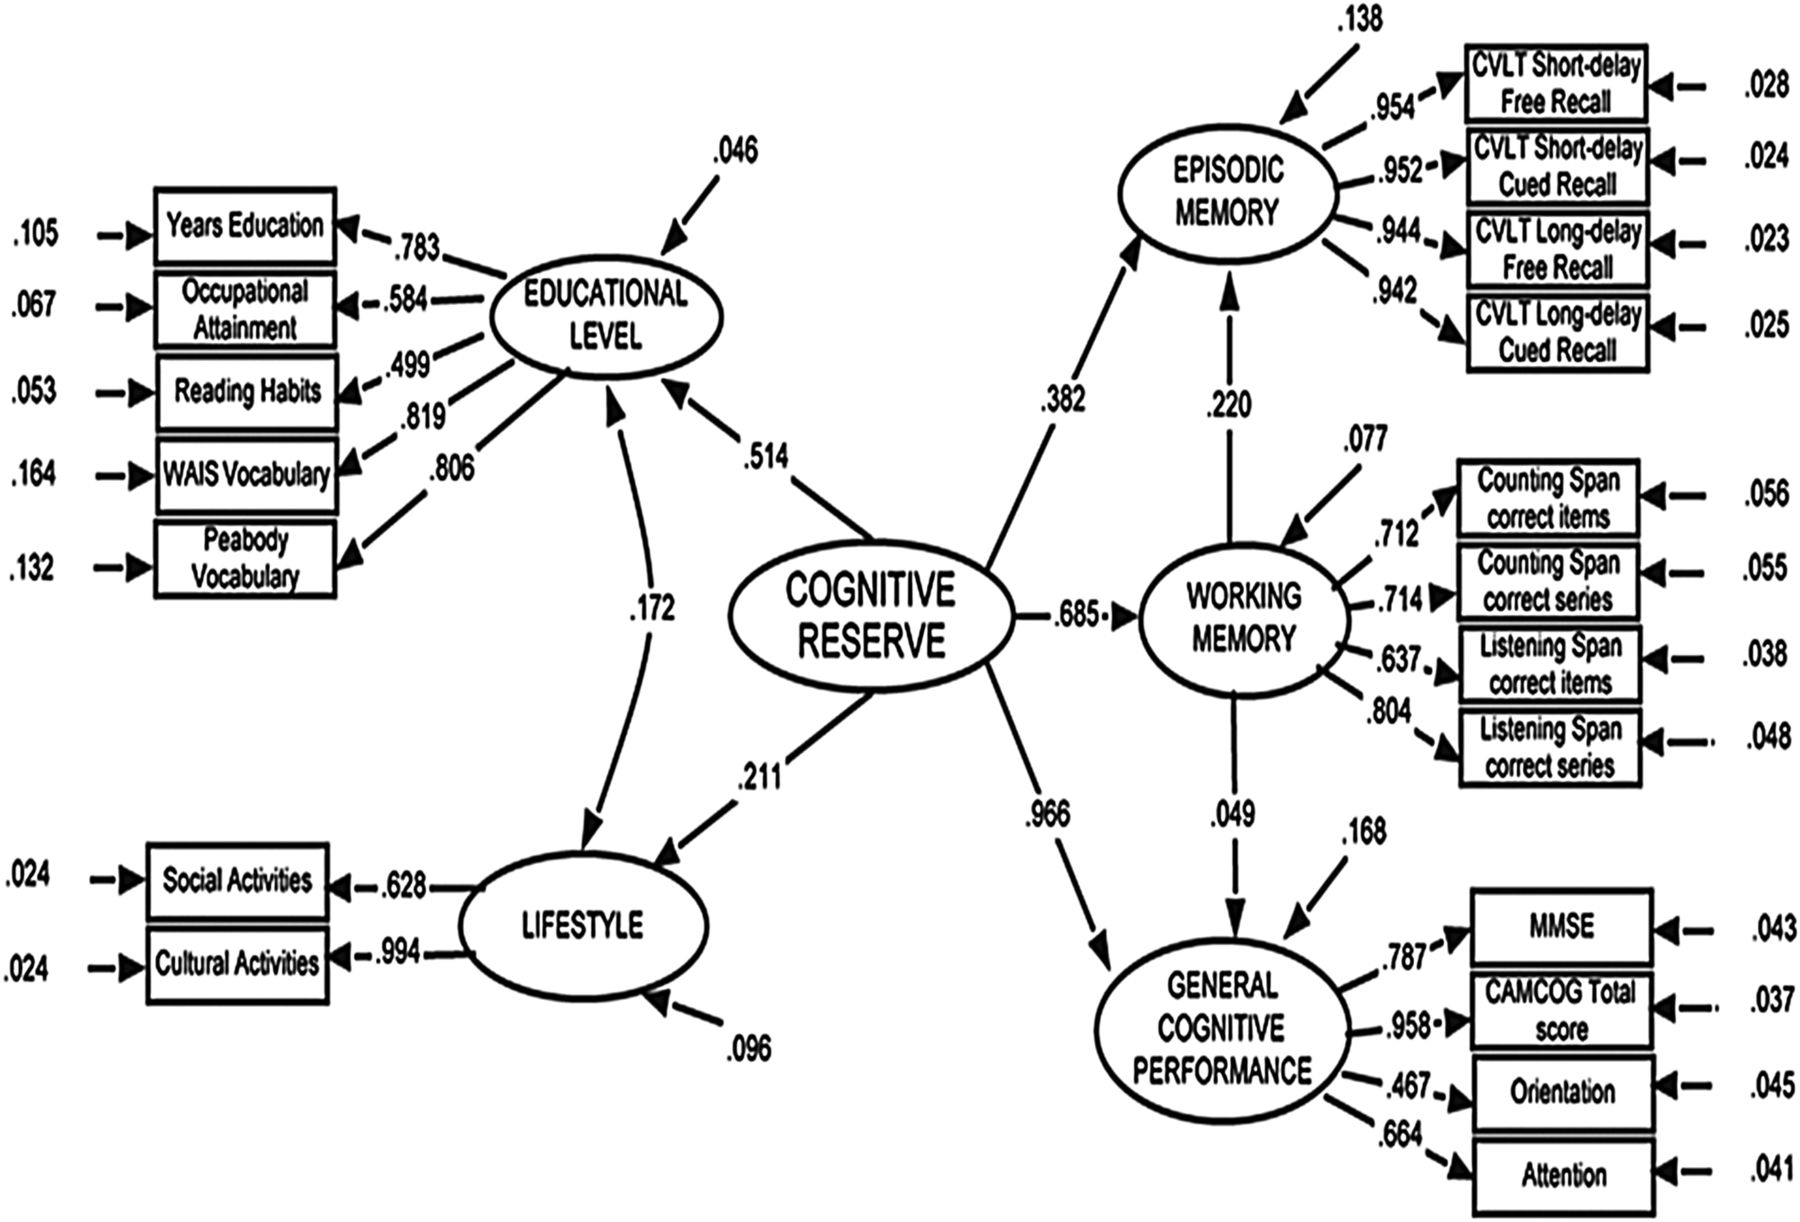 .105
Years Education
.783
.067
Occupational
Attainment
.584
.053
Reading Habits
.499
.164
WAIS Vocabulary
.819
.132
Peabody
Vocabulary
.806
.046
EDUCATIONAL
LEVEL
.514
.172
COGNITIVE
RESERVE
.211
.024
Social Activities
.628
.024
Cultural Activities
.994
LIFESTYLE
.096
.382
.685
.966
.138
EPISODIC
MEMORY
.954
CVLT Short-delay
Free Recall
.028
.952
CVLT Short-delay
Cued Recall
.024
.944
CVLT Long-delay
Free Recall
.023
.942
CVLT Long-delay
Cued Recall
.025
.220
.077
WORKING
MEMORY
.712
Counting Span
correct items
.056
.714
Counting Span
correct series
.055
.637
Listening Span
correct items
.038
.804
Listening Span
correct series
.048
.049
.168
GENERAL
COGNITIVE
PERFORMANCE
.787
MMSE
.043
.958
CAMCOG Total
score
.037
.467
Orientation
.045
.664
Attention
.041